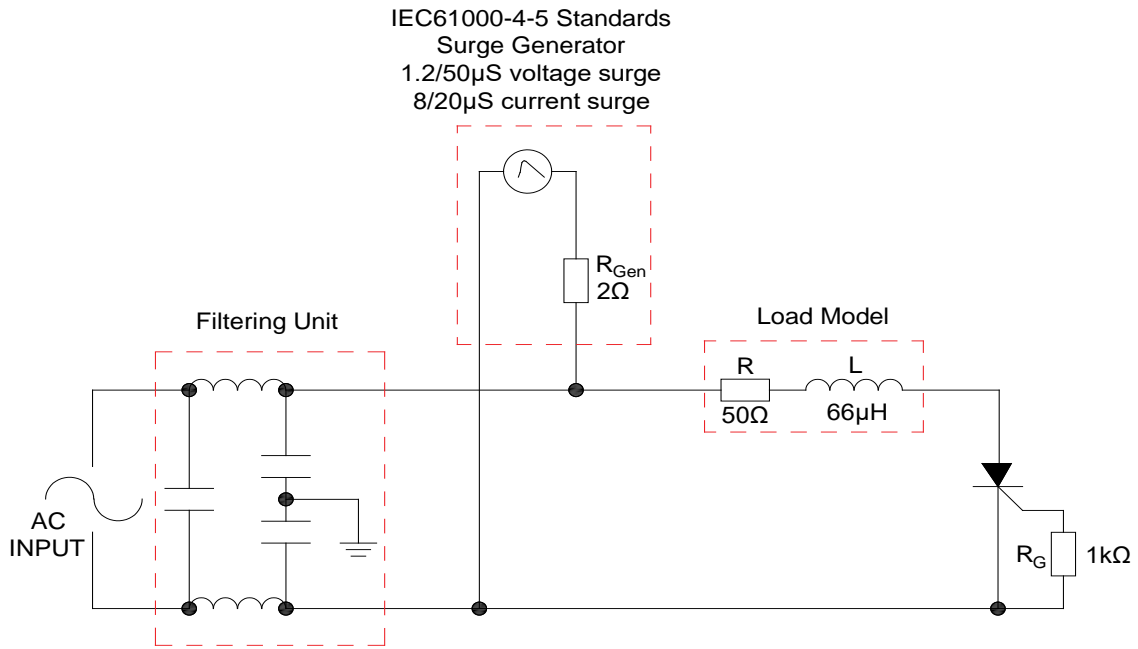 IEC61000-4-5 Standards
Surge Generator
1.2/50µS voltage surge
8/20µS current surge
RGen
2Ω
Filtering Unit
Load Model
R
L
50Ω
66µH
AC
INPUT
RG
1kΩ